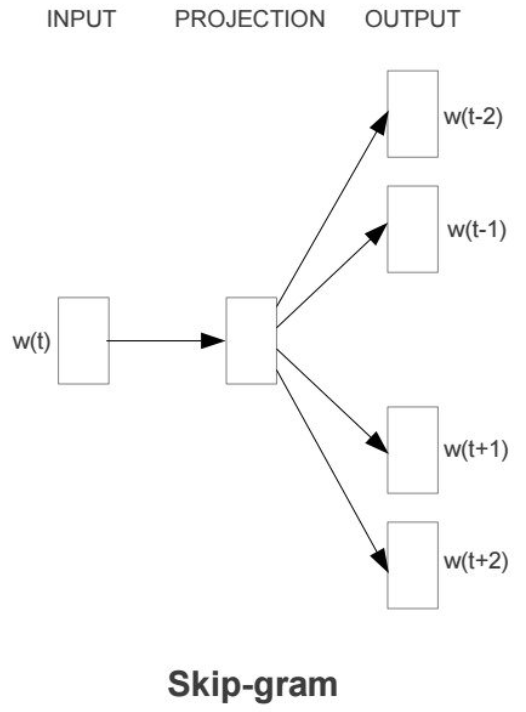 INPUT PROJECTION OUTPUT
w(t-2)
w(t-1)
w(t)
w(t+1)
w(t+2)
Skip-gram